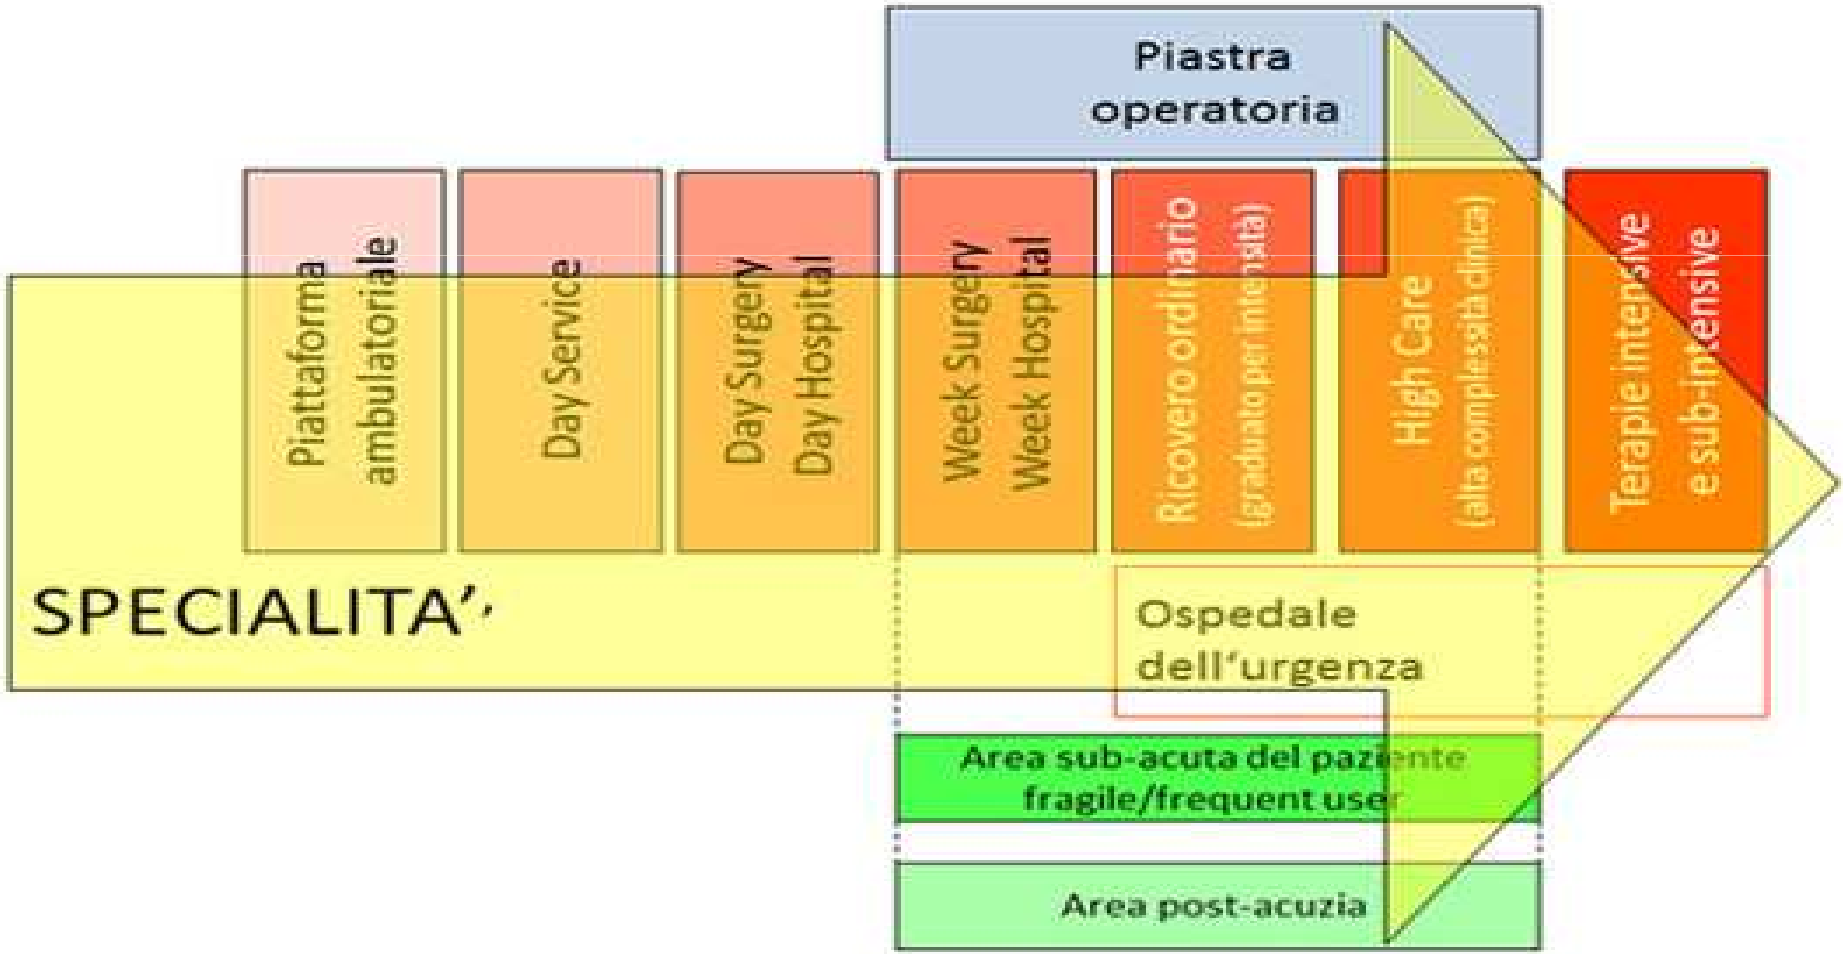 Piastra
operatoria
Piattaforma
ambulatoriale
Day Service
Day Surgery
Day Hospital
Week Surgery
Week Hospital
Ricovero ordinario
(graduato per intensità)
High Care
(alta complessità clinica)
Terapie intensive
e sub-intensive
SPECIALITA’,
Ospedale
dell‘urgenza
Area sub-acuta del paziente
fragile/frequent user
Area post-acuzia